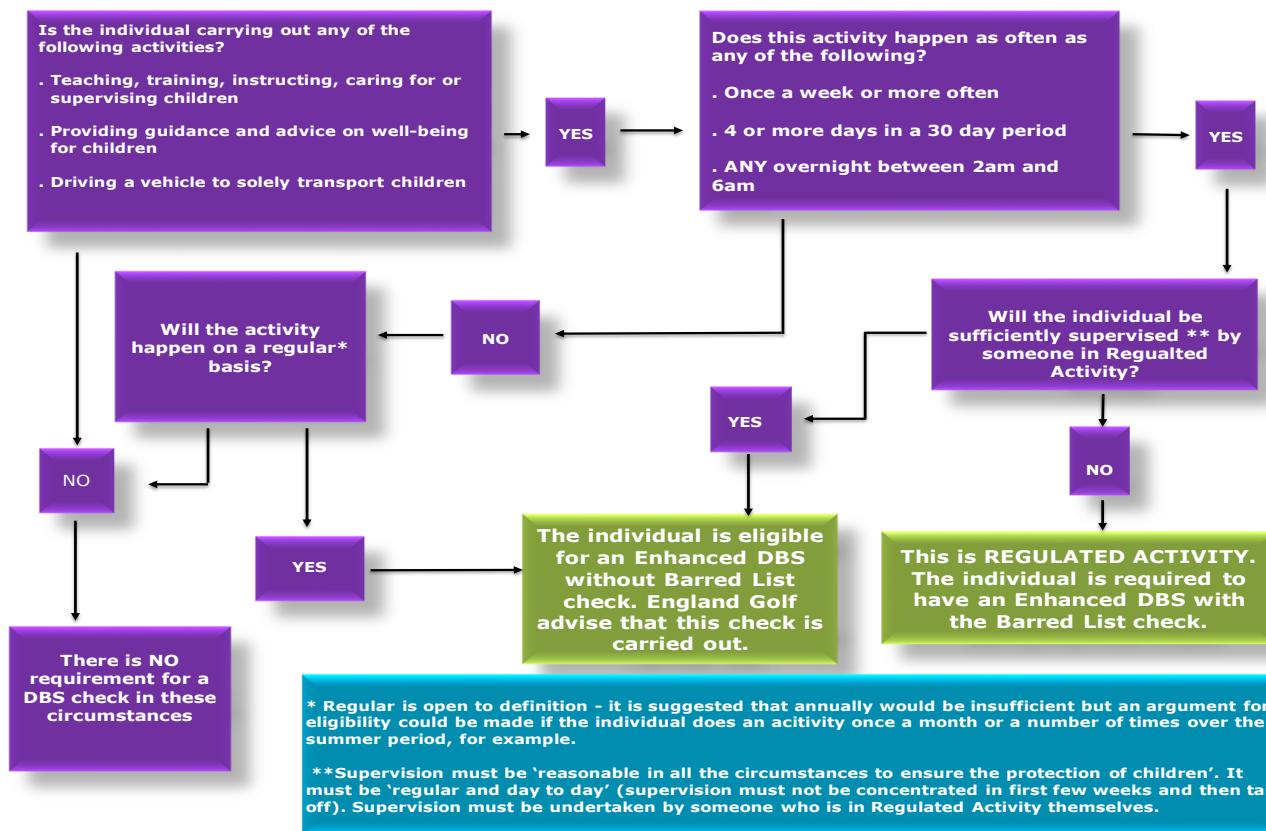 Is the individual carrying out any of the
following activities?
. Teaching, training, instructing, caring for or
supervising children
. Providing guidance and advice on well-being
for children
. Driving a vehicle to solely transport children
YES
Does this activity happen as often as
any of the following?
. Once a week or more often
. 4 or more days in a 30 day period
. ANY overnight between 2am and
6am
YES
Will the activity
happen on a regular*
basis?
NO
Will the individual be
sufficiently supervised ** by
someone in Regualted
Activity?
YES
NO
NO
YES
The individual is eligible
for an Enhanced DBS
without Barred List
check. England Golf
advise that this check is
carried out.
This is REGULATED ACTIVITY.
The individual is required to
have an Enhanced DBS with
the Barred List check.
There is NO
requirement for a
DBS check in these
circumstances
* Regular is open to definition - it is suggested that annually would be insufficient but an argument for
eligibility could be made if the individual does an acitivity once a month or a number of times over the
summer period, for example.
**Supervision must be ‘reasonable in all the circumstances to ensure the protection of children’. It
must be ‘regular and day to day’ (supervision must not be concentrated in first few weeks and then ta
off). Supervision must be undertaken by someone who is in Regulated Activity themselves.